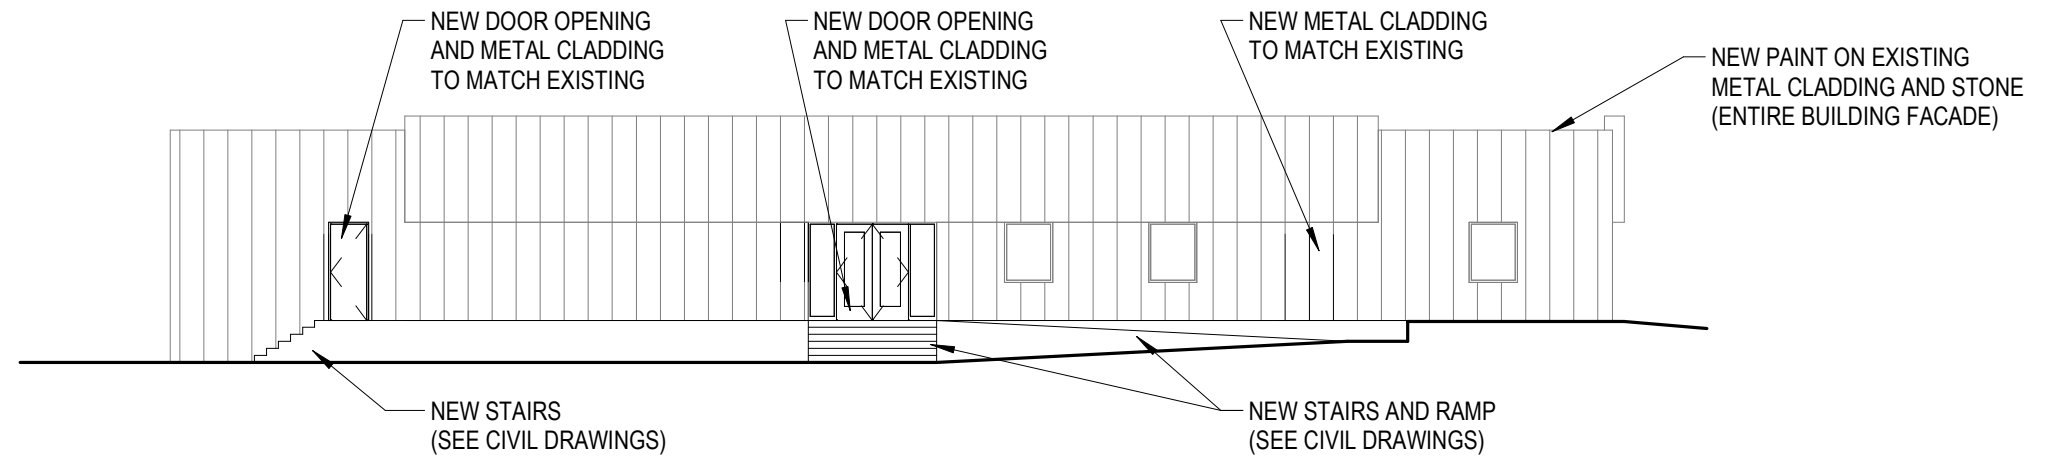 NEW DOOR OPENING
AND METAL CLADDING
TO MATCH EXISTING
NEW DOOR OPENING
AND METAL CLADDING
TO MATCH EXISTING
NEW METAL CLADDING
TO MATCH EXISTING
NEW PAINT ON EXISTING
METAL CLADDING AND STONE
(ENTIRE BUILDING FACADE)
NEW STAIRS
(SEE CIVIL DRAWINGS)
NEW STAIRS AND RAMP
(SEE CIVIL DRAWINGS)